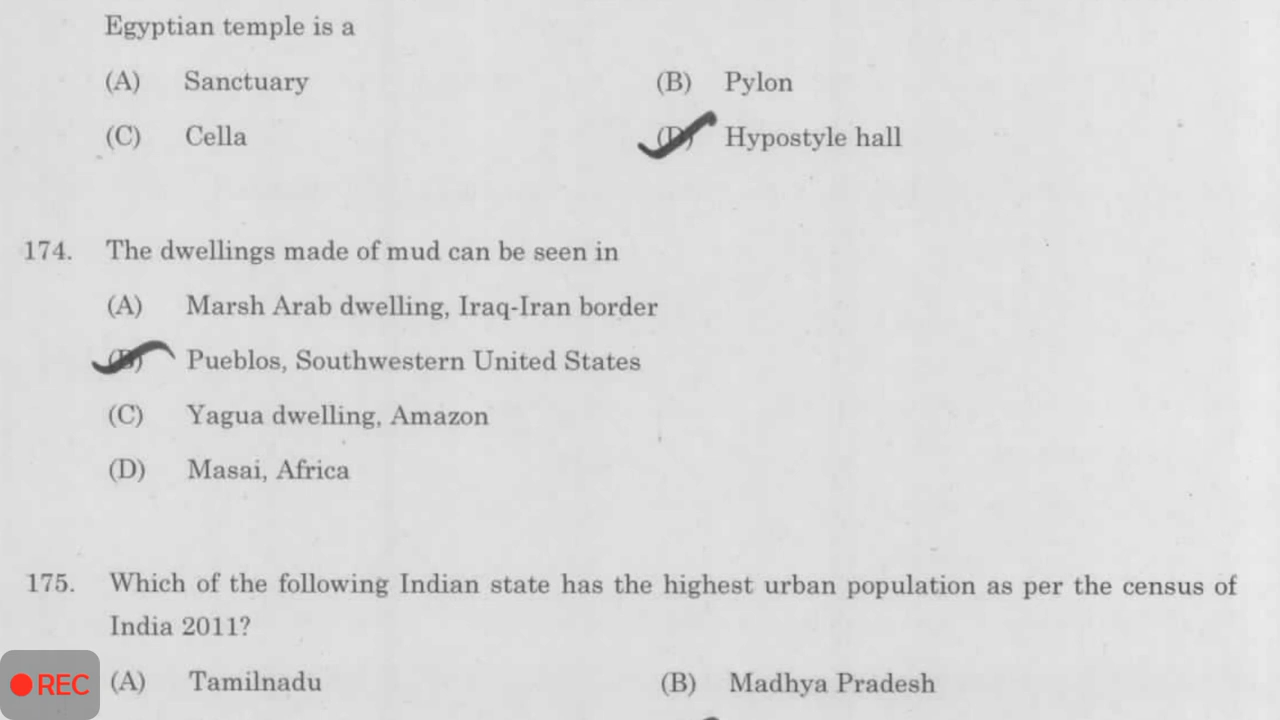 Egyptian temple is a
(A) Sanctuary (B) Pylon
(C) Cella (D) Hypostyle hall
174. The dwellings made of mud can be seen in
(A) Marsh Arab dwelling, Iraq-Iran border
(B) Pueblos, Southwestern United States
(C) Yagua dwelling, Amazon
(D) Masai, Africa
175. Which of the following Indian state has the highest urban population as per the census of
India 2011?
REC (A) Tamilnadu (B) Madhya Pradesh